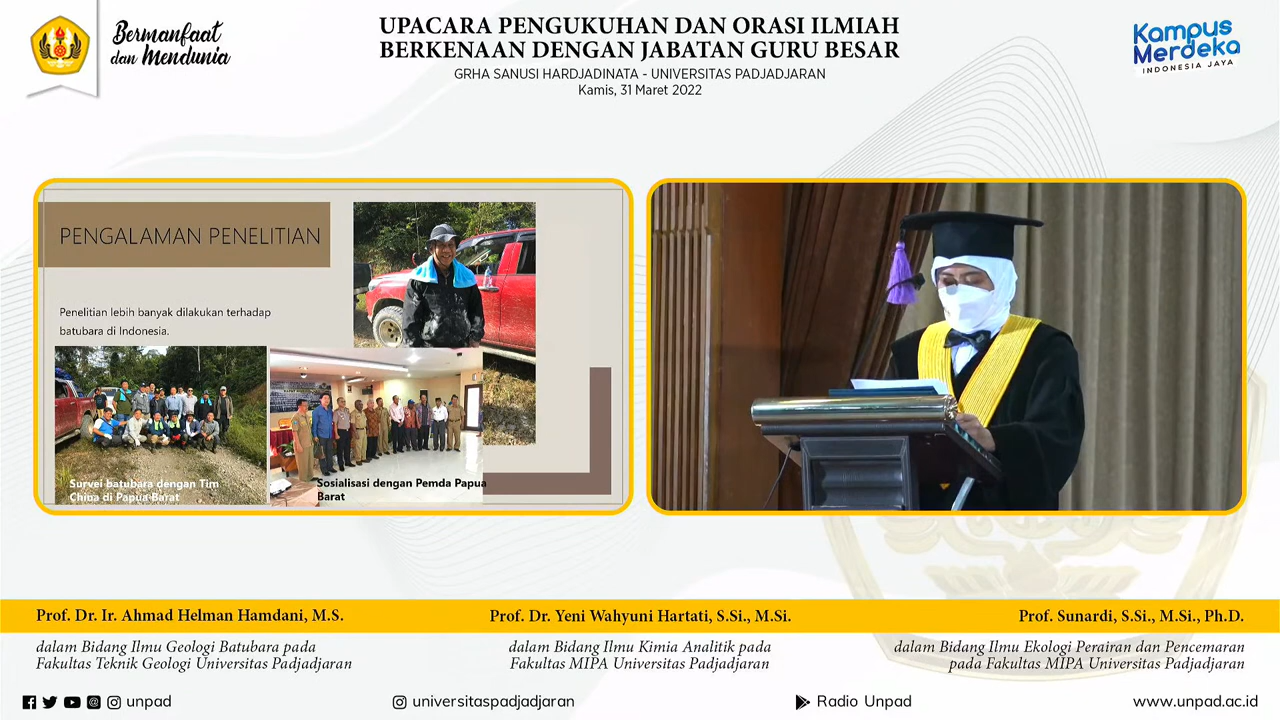 Bermanfaat
dan Mendunia
UPACARA PENGUKUHAN DAN ORASI ILMIAH
BERKENAAN DENGAN JABATAN GURU BESAR
GRHA SANUSI HARDJADINATA - UNIVERSITAS PADJADJARAN
Kamis, 31 Maret 2022
Kampus
Merdeka
INDONESIA JAYA
PENGALAMAN PENELITIAN
Penelitian lebih banyak dilakukan terhadap
batubara di Indonesia.
Survei batubara dengan Tim
China di Papua Barat
Sosialisasi dengan Pemda Papua
Barat
Prof. Dr. Ir. Ahmad Helman Hamdani, M.S.
dalam Bidang Ilmu Geologi Batubara pada
Fakultas Teknik Geologi Universitas Padjadjaran
Prof. Dr. Yeni Wahyuni Hartati, S.Si., M.Si.
dalam Bidang Ilmu Kimia Analitik pada
Fakultas MIPA Universitas Padjadjaran
Prof. Sunardi, S.Si., M.Si., Ph.D.
dalam Bidang Ilmu Ekologi Perairan dan Pencemaran
pada Fakultas MIPA Universitas Padjadjaran
unpad
universitaspadjadjaran
Radio Unpad
www.unpad.ac.id